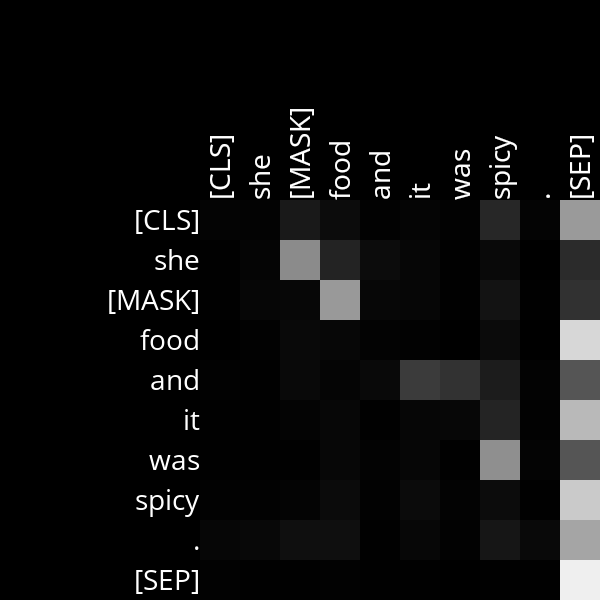 [CLS] she [MASK] food and it was spicy . [SEP]
[CLS]
she
[MASK]
food
and
it
was
spicy
.
[SEP]